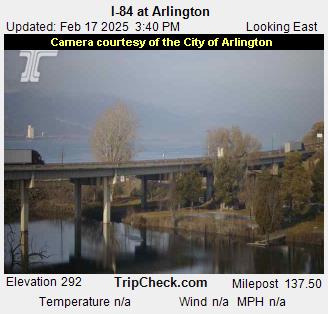 I-84 at Arlington
Updated: Feb 17 2025 3:40 PM Looking East
Camera courtesy of the City of Arlington
Elevation 292 TripCheck.com Milepost 137.50
Temperature n/a Wind n/a MPH n/a